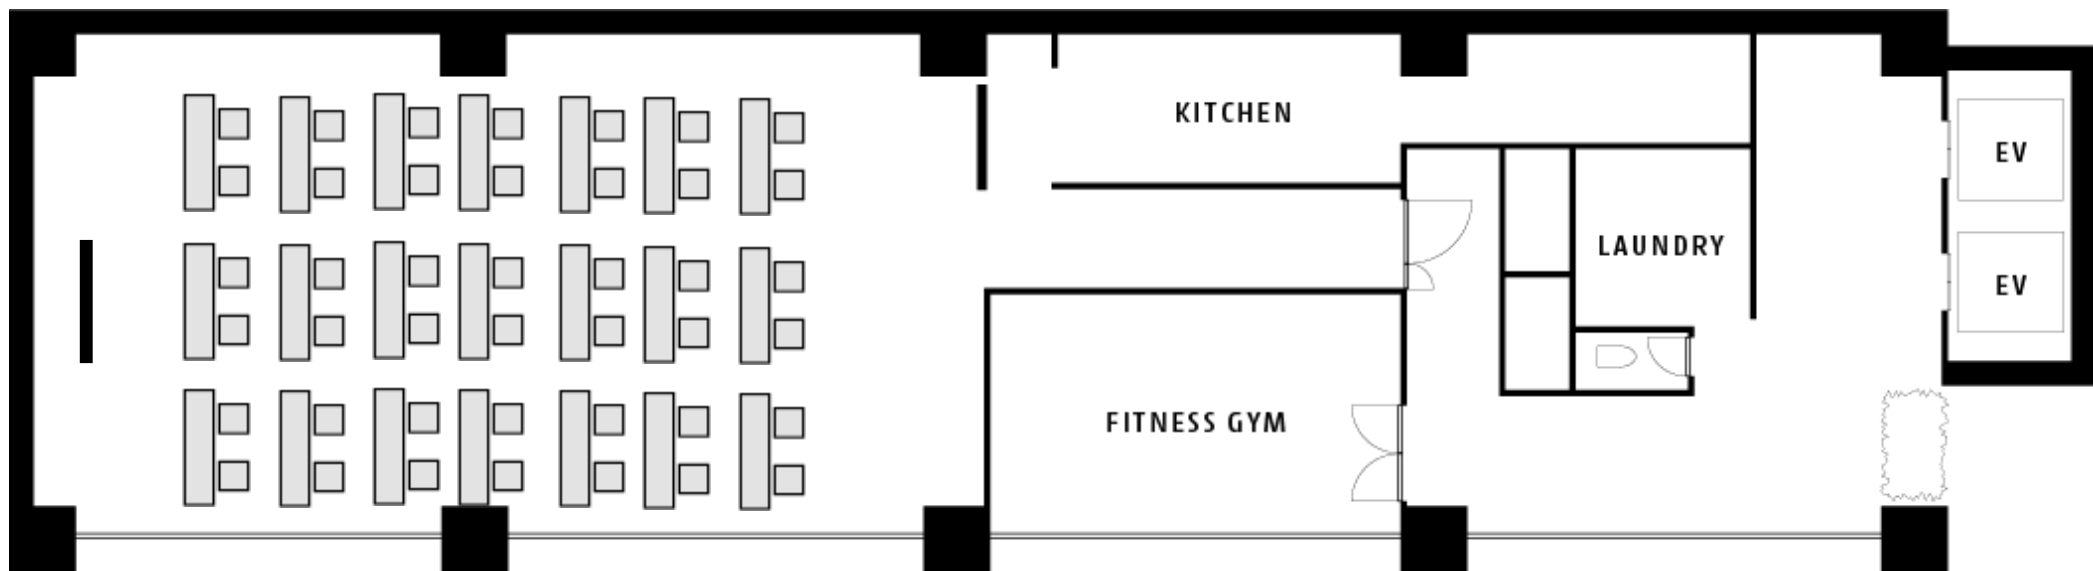 KITCHEN
EV
LAUNDRY
EV
FITNESS GYM